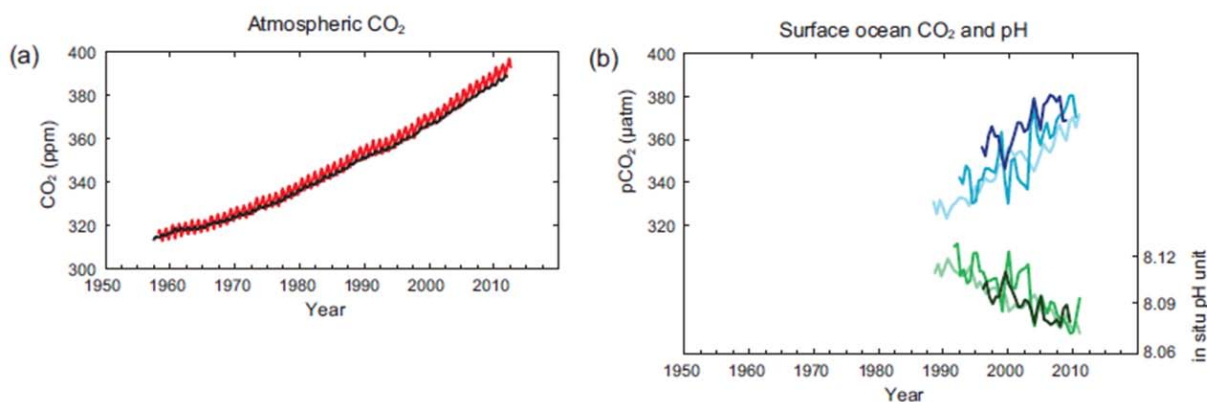 Atmospheric CO₂
(a)
400
380
360
340
320
300
CO₂ (ppm)
1950 1960 1970 1980 1990 2000 2010
Year
Surface ocean CO₂ and pH
(b)
400
380
360
340
320
pCO₂ (µatm)
8.12
8.09
8.06
in situ pH unit
1950 1960 1970 1980 1990 2000 2010
Year